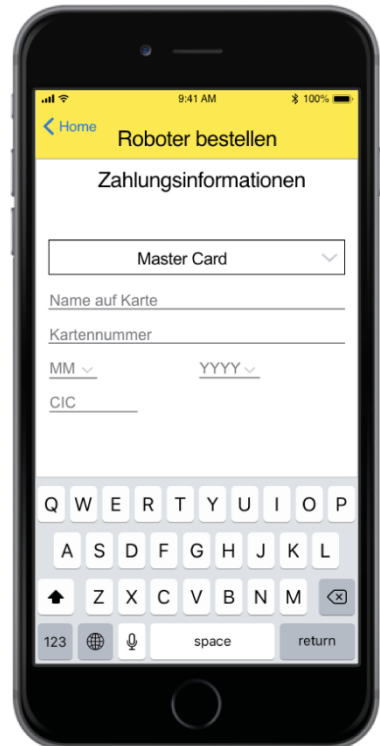 9:41 AM 100%
Home
Roboter bestellen
Zahlungsinformationen
Master Card
Name auf Karte
Kartennummer
MM YYYY
CIC
Q W E R T Y U I O P
A S D F G H J K L
Z X C V B N M
123 space return